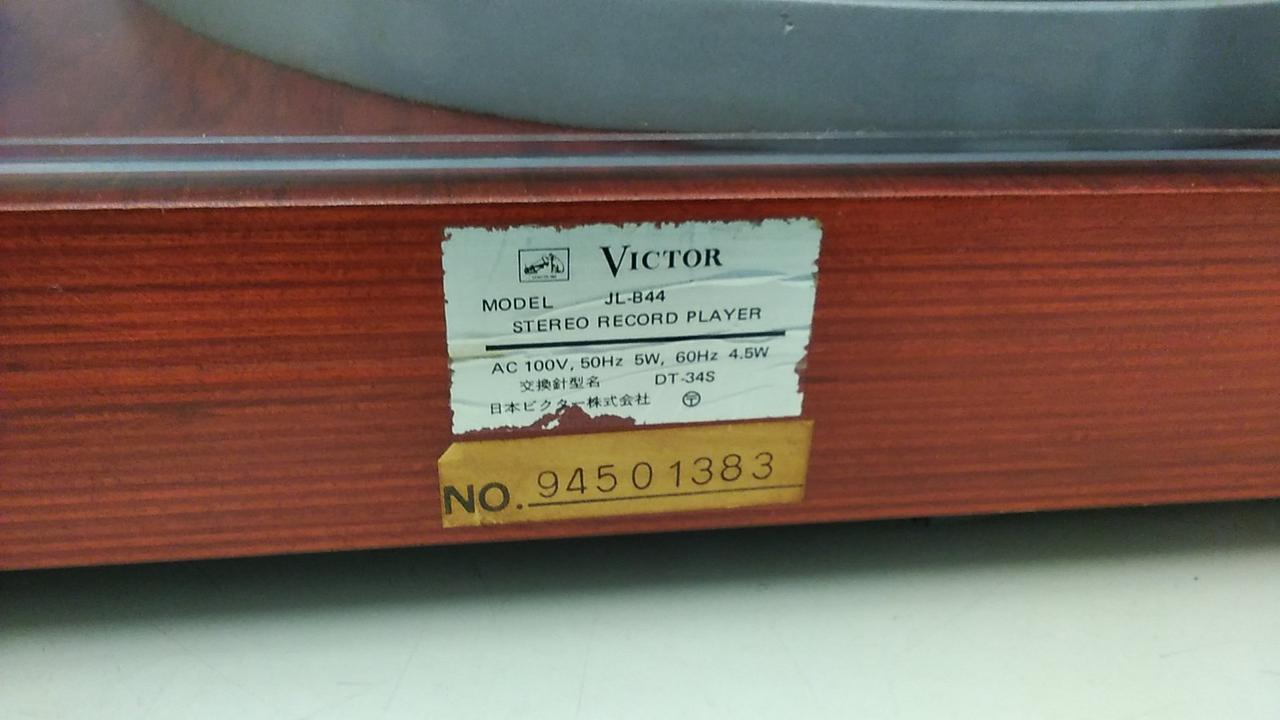 VICTOR
MODEL JL-B44
STEREO RECORD PLAYER
AC 100V, 50Hz 5W, 60Hz 4.5W
交換針型名 DT-34S
日本ビクター株式会社 〒
NO. 94501383